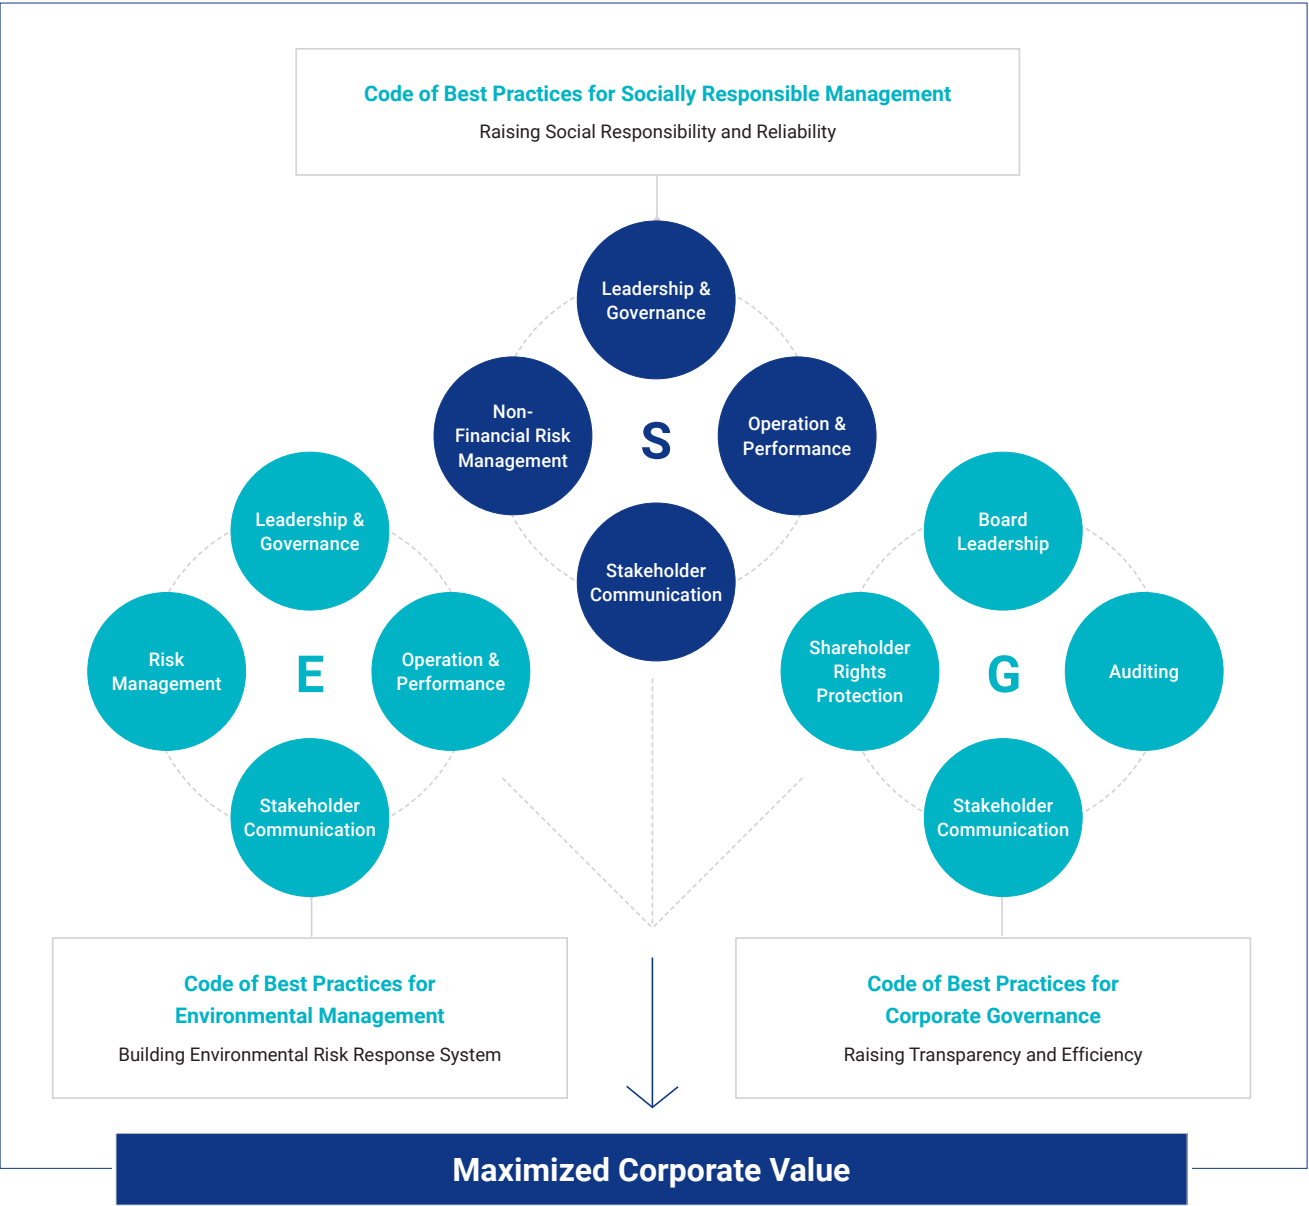 Code of Best Practices for Socially Responsible Management
Raising Social Responsibility and Reliability
Leadership &
Governance
Non-
Financial Risk
Management
S
Operation &
Performance
Stakeholder
Communication
Leadership &
Governance
Risk
Management
E
Operation &
Performance
Stakeholder
Communication
Board
Leadership
Shareholder
Rights
Protection
G
Auditing
Stakeholder
Communication
Code of Best Practices for
Environmental Management
Building Environmental Risk Response System
Code of Best Practices for
Corporate Governance
Raising Transparency and Efficiency
Maximized Corporate Value